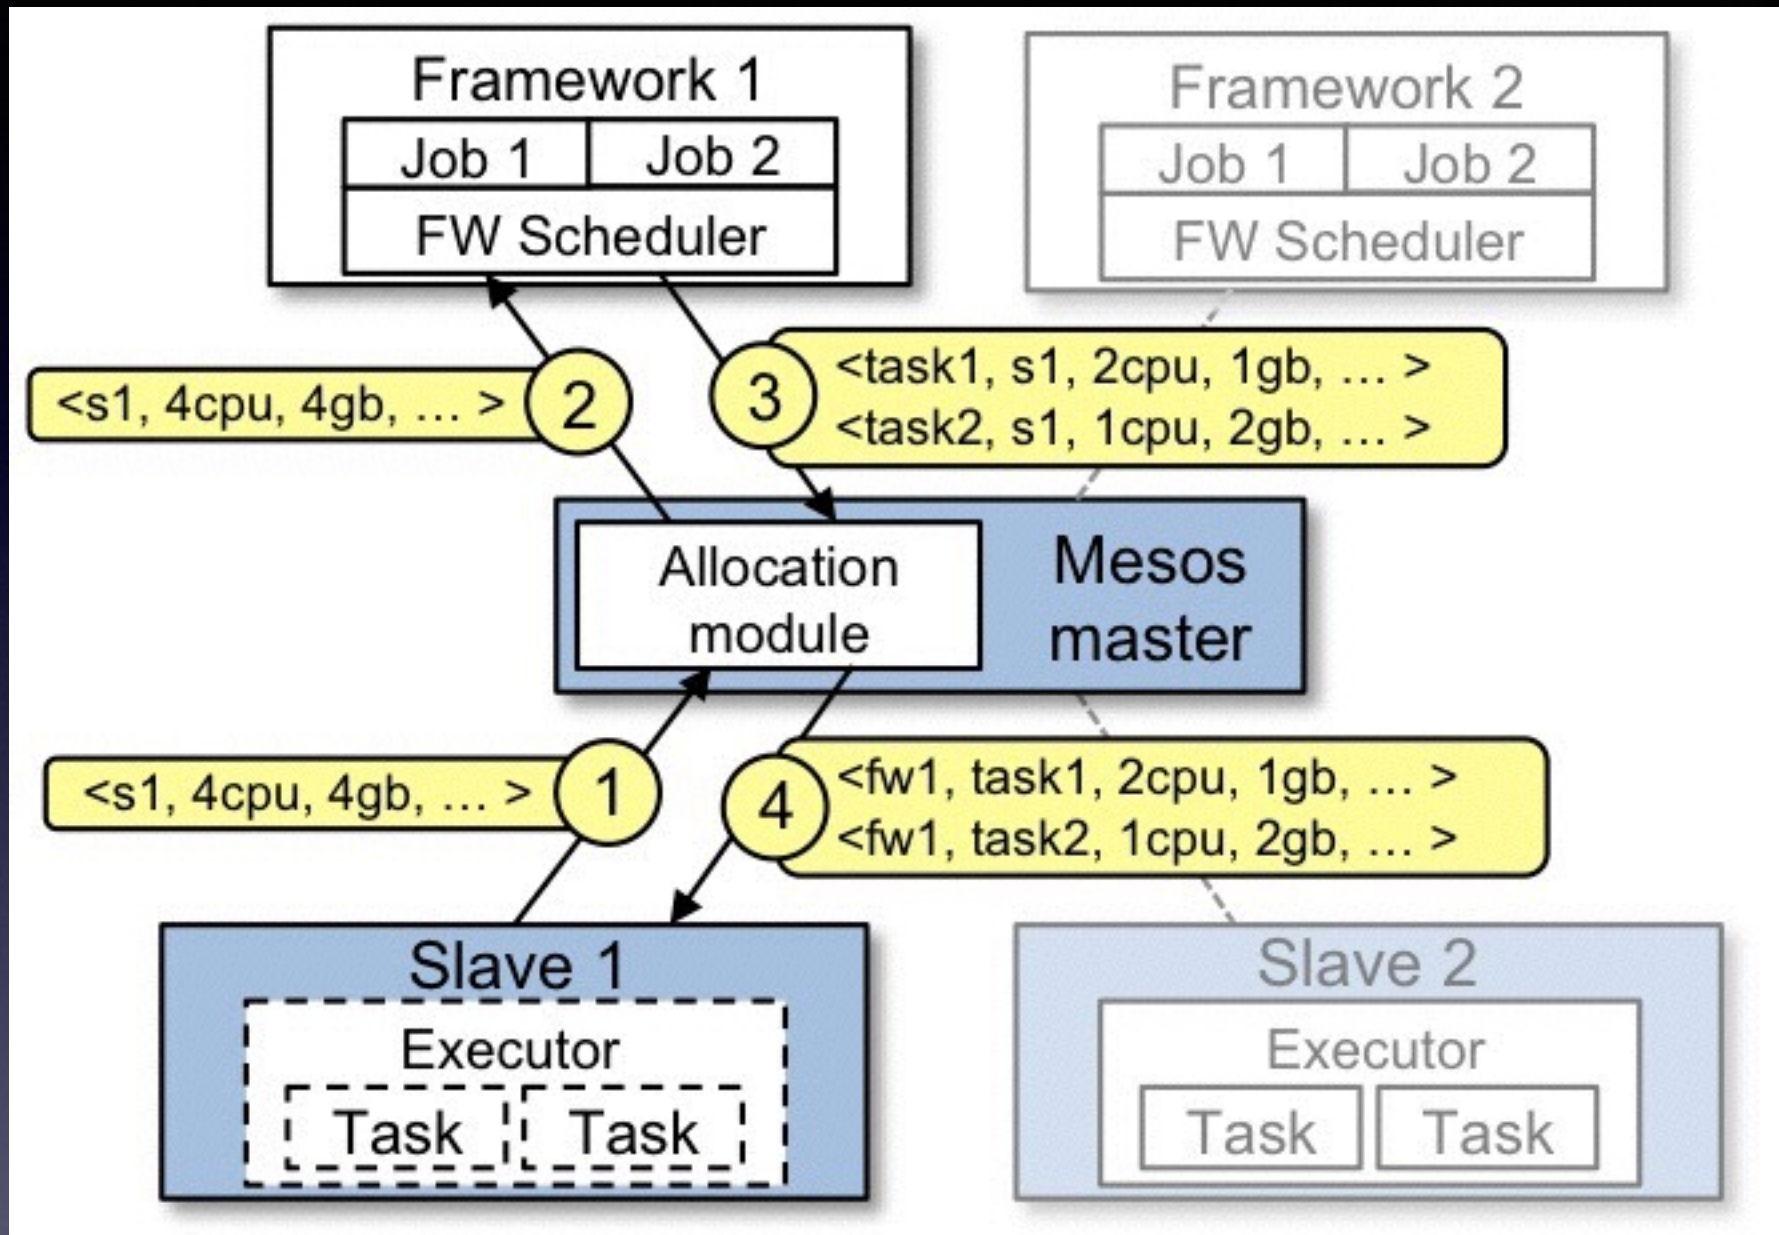 Framework 1
Job 1
Job 2
FW Scheduler
Framework 2
Job 1
Job 2
FW Scheduler
<s1, 4cpu, 4gb, ... >
2
3
<task1, s1, 2cpu, 1gb, ... >
<task2, s1, 1cpu, 2gb, ... >
Allocation
module
Mesos
master
<s1, 4cpu, 4gb, ... >
1
4
<fw1, task1, 2cpu, 1gb, ... >
<fw1, task2, 1cpu, 2gb, ... >
Slave 1
Executor
Task
Task
Slave 2
Executor
Task
Task